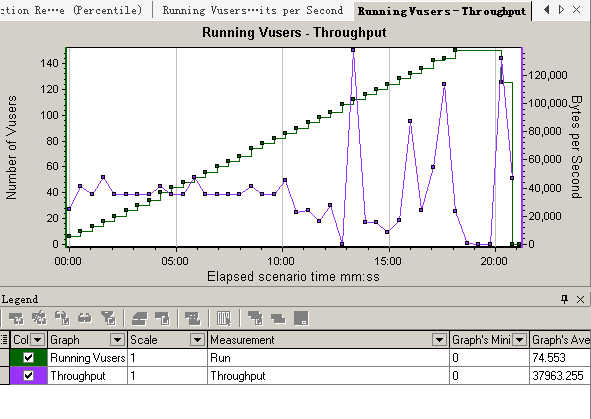 ction Re…e (Percentile) Running Vusers…its per Second Running Vusers - Throughput
Running Vusers - Throughput
Number of Vusers
140
120
100
80
60
40
20
0
120,000
100,000
80,000
60,000
40,000
20,000
0
Bytes per Second
00:00 05:00 10:00 15:00 20:00
Elapsed scenario time mm:ss
Legend
Col Graph Scale Measurement Graph's Mini Graph's Ave
Running Vusers 1 Run 0 74.553
Throughput 1 Throughput 0 37963.255